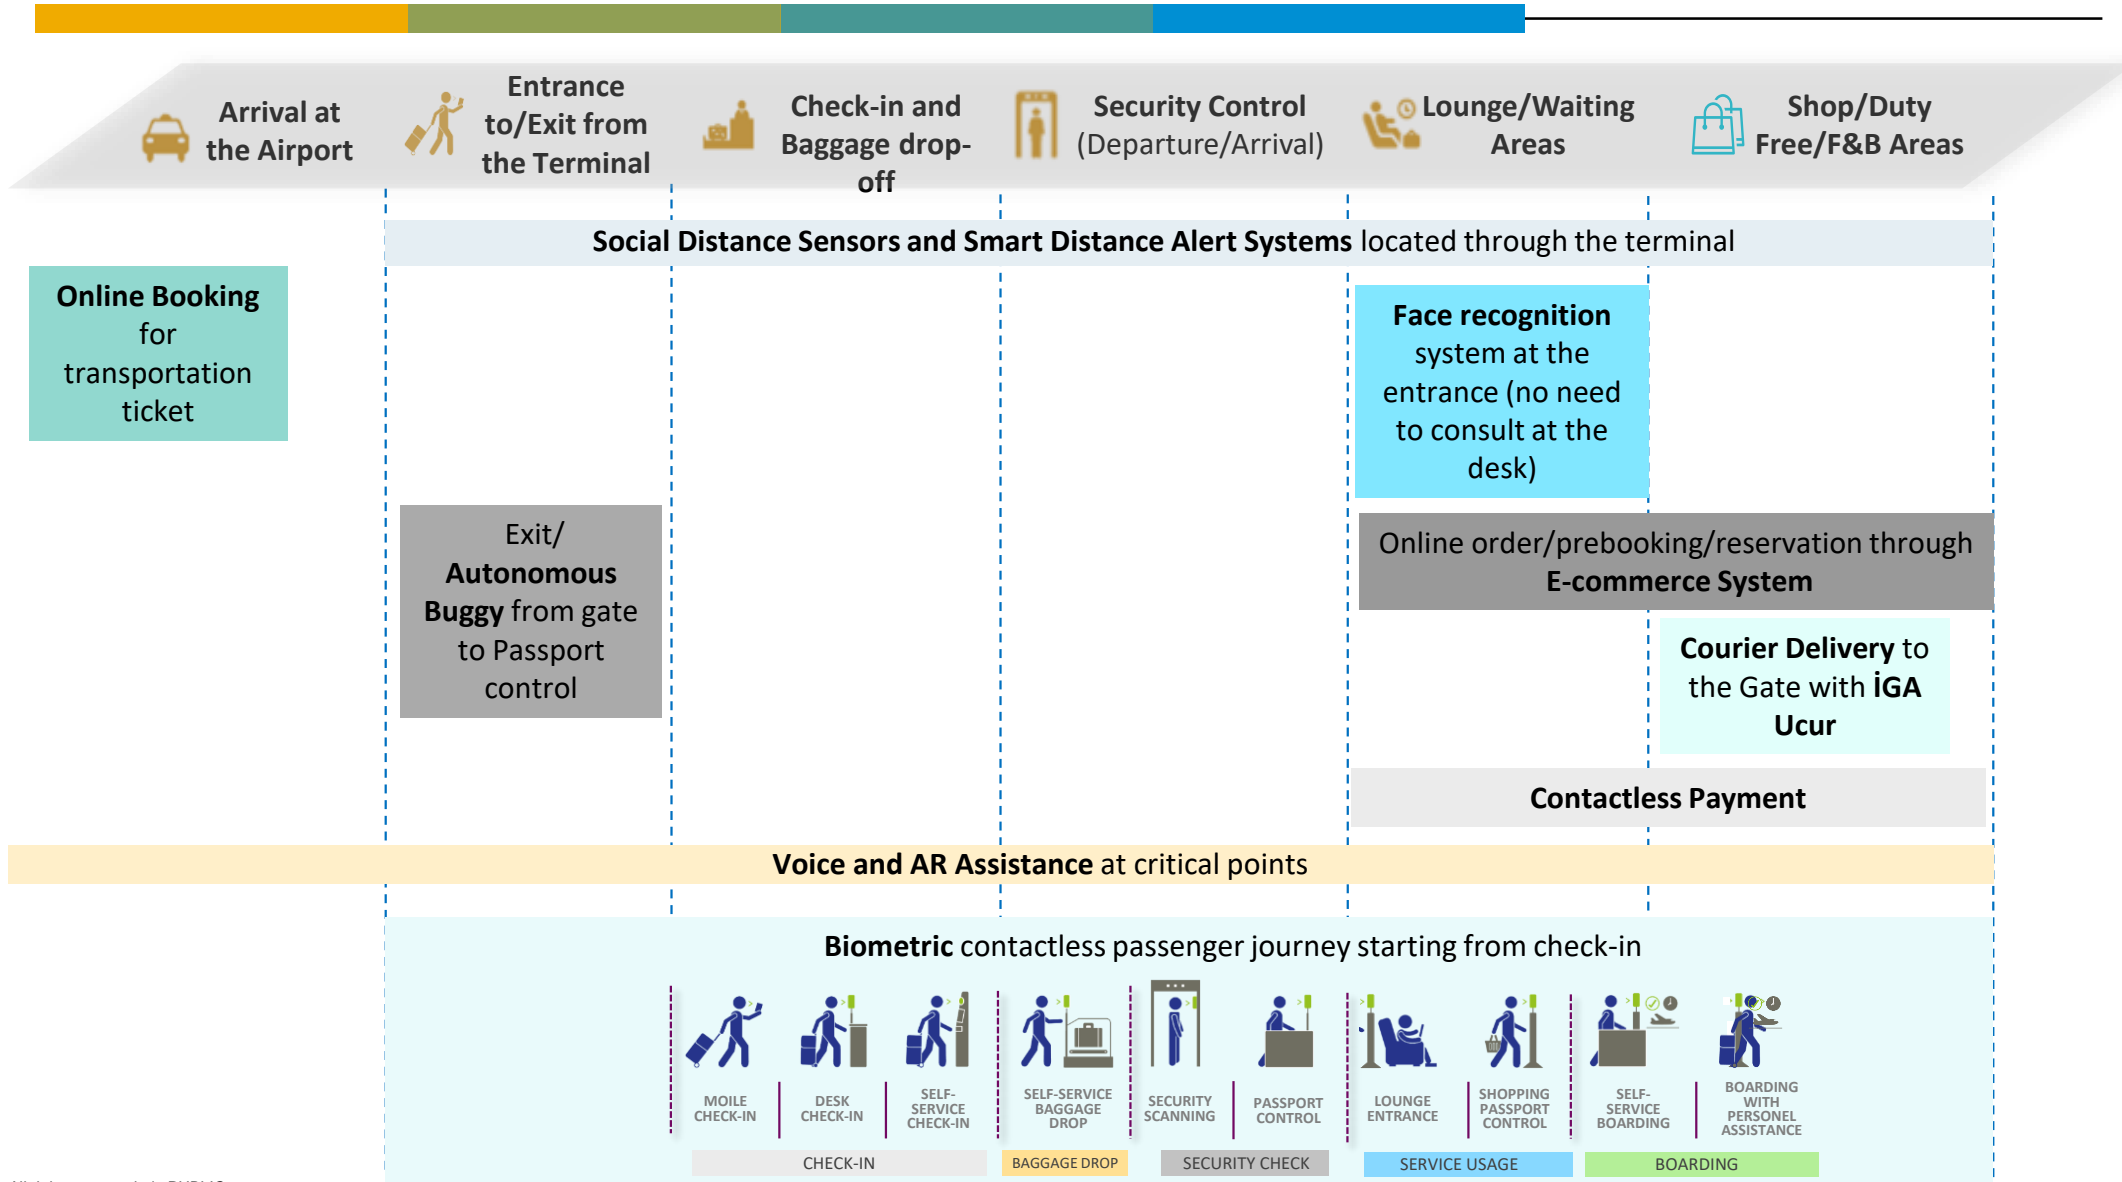 Arrival at
the Airport
Entrance
to/Exit from
the Terminal
Check-in and
Baggage drop-
off
Security Control
(Departure/Arrival)
Lounge/Waiting
Areas
Shop/Duty
Free/F&B Areas
Social Distance Sensors and Smart Distance Alert Systems located through the terminal
Online Booking
for
transportation
ticket
Face recognition
system at the
entrance (no need
to consult at the
desk)
Exit/
Autonomous
Buggy from gate
to Passport
control
Online order/prebooking/reservation through
E-commerce System
Courier Delivery to
the Gate with İGA
Ucur
Contactless Payment
Voice and AR Assistance at critical points
Biometric contactless passenger journey starting from check-in
MOILE
CHECK-IN
DESK
CHECK-IN
SELF-
SERVICE
CHECK-IN
SELF-SERVICE
BAGGAGE
DROP
SECURITY
SCANNING
PASSPORT
CONTROL
LOUNGE
ENTRANCE
SHOPPING
PASSPORT
CONTROL
SELF-
SERVICE
BOARDING
BOARDING
WITH
PERSONEL
ASSISTANCE
CHECK-IN
BAGGAGE DROP
SECURITY CHECK
SERVICE USAGE
BOARDING